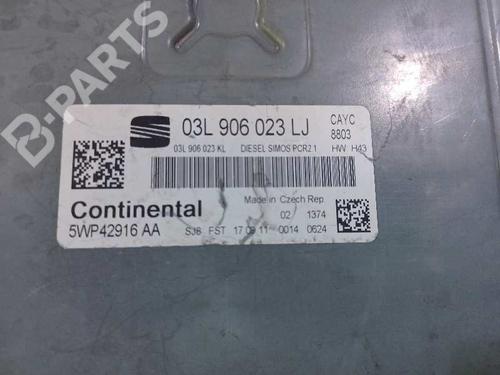 B-PARTS
03L 906 023 LJ
CAYC
8803
03L 906 023 KL DIESEL SIMOS PCR2 1 HW H43
Continental
Made in Czech Rep.
02 1374
5WP42916 AA
SJB FST 17 09 11 0014 0624